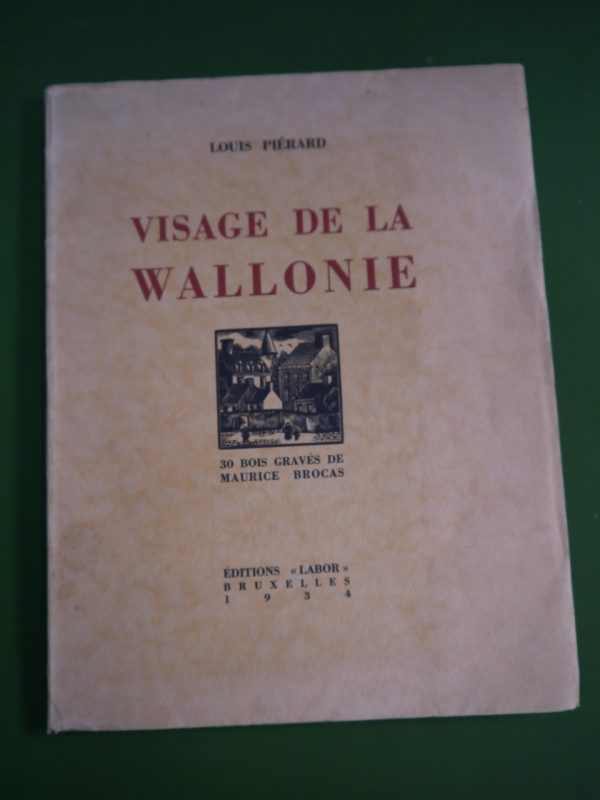 LOUIS PIÉRARD
VISAGE DE LA
WALLONIE
30 BOIS GRAVÉS DE
MAURICE BROCAS
ÉDITIONS «LABOR»
BRUXELLES
1934